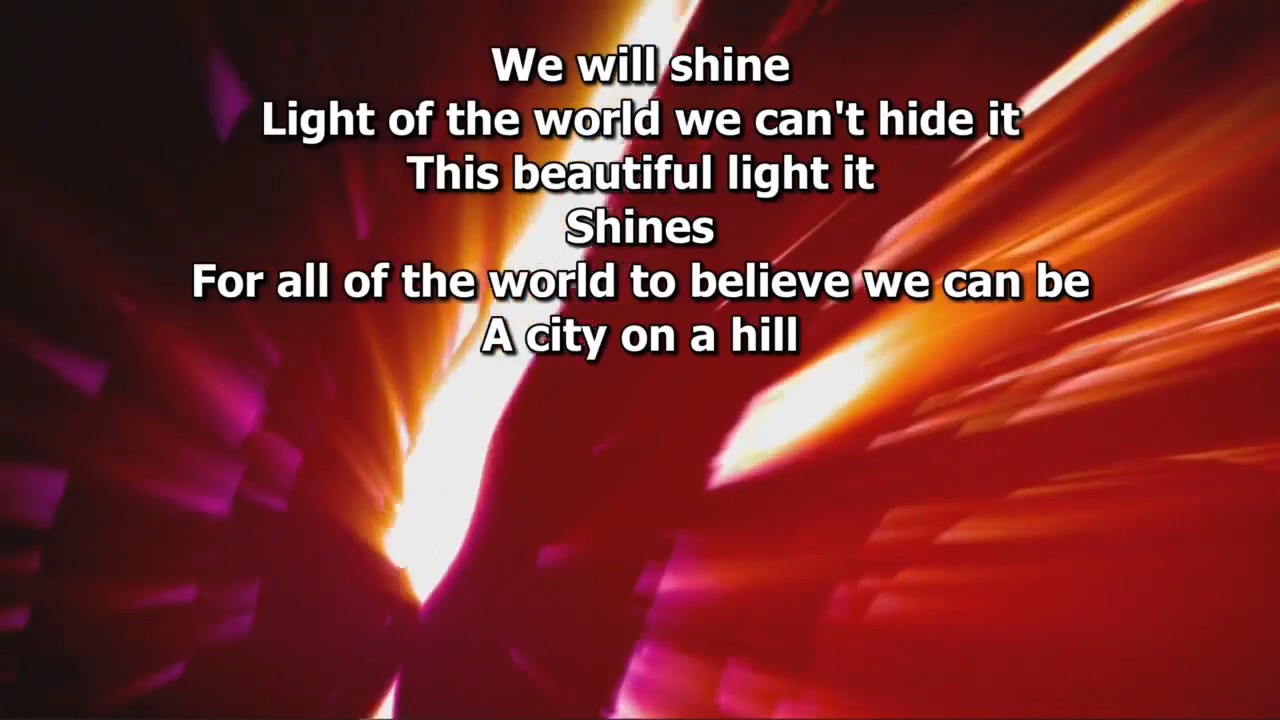 We will shine
Light of the world we can't hide it
This beautiful light it
Shines
For all of the world to believe we can be
A city on a hill